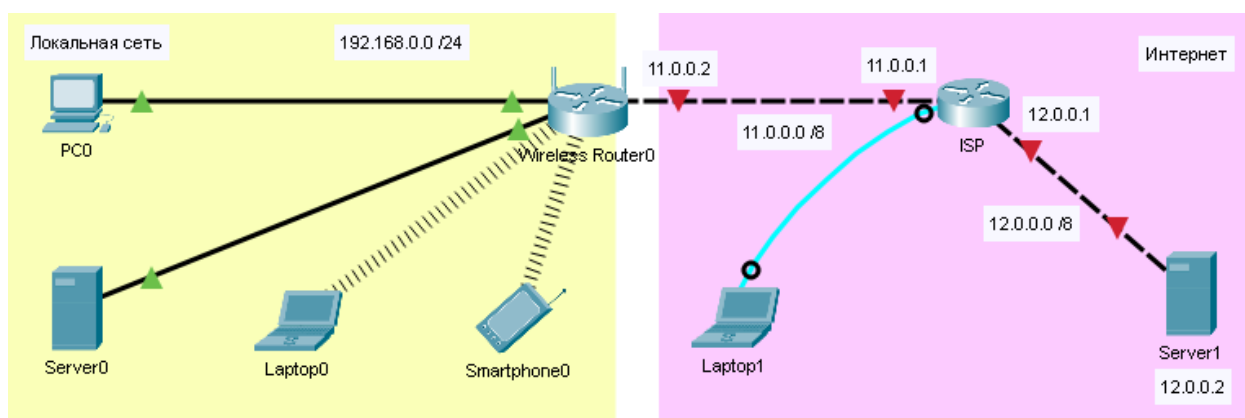 Локальная сеть
192.168.0.0 /24
PC0
Wireless Router0
Server0
Laptop0
Smartphone0
11.0.0.2
11.0.0.1
Интернет
11.0.0.0 /8
ISP
12.0.0.1
12.0.0.0 /8
Laptop1
Server1
12.0.0.2